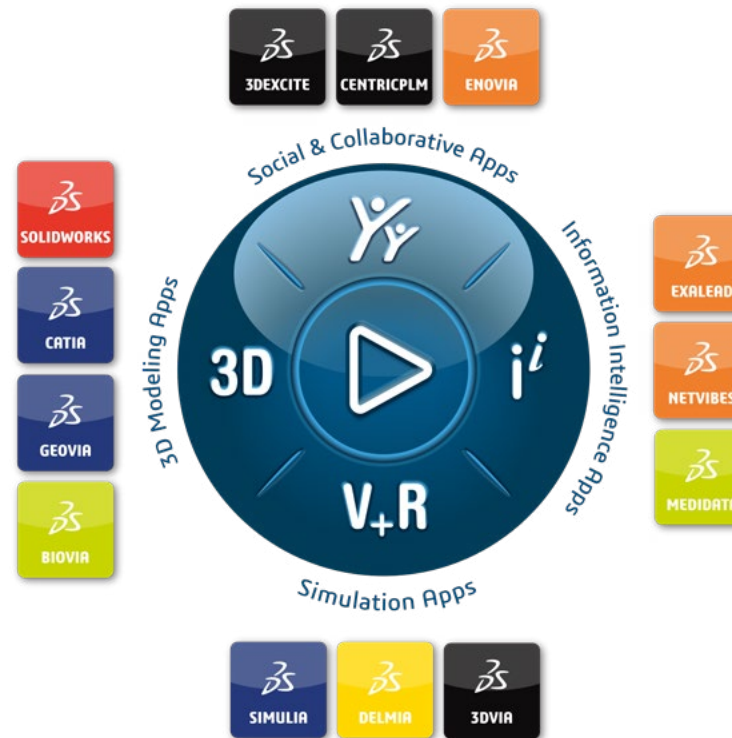 3DEXCITE
CENTRICPLM
ENOVIA
Social & Collaborative Apps
SOLIDWORKS
CATIA
GEOVIA
BIOVIA
3D Modeling Apps
3D
i i
V+R
Information Intelligence Apps
EXALEAD
NETVIBES
MEDIDATA
Simulation Apps
SIMULIA
DELMIA
3DVIA